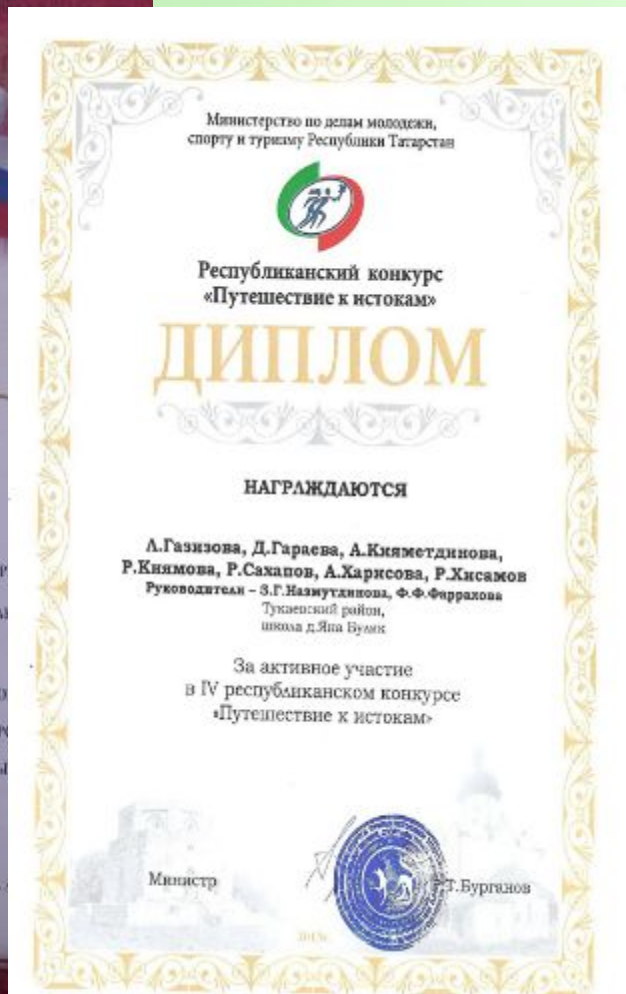 Министерство по делам молодежи,
спорту и туризму Республики Татарстан
Республиканский конкурс
«Путешествие к истокам»
ДИПЛОМ
НАГРАЖДАЮТСЯ
Л.Газизова, Д.Гараева, А.Кияметдинова,
Р.Киямова, Р.Сахапов, А.Харисова, Р.Хисамов
Руководители – З.Г.Назмутдинова, Ф.Ф.Фаррахова
Тукаевский район,
школа д.Яна Буляк
За активное участие
в IV республиканском конкурсе
«Путешествие к истокам»
Министр
Т.Бурганов